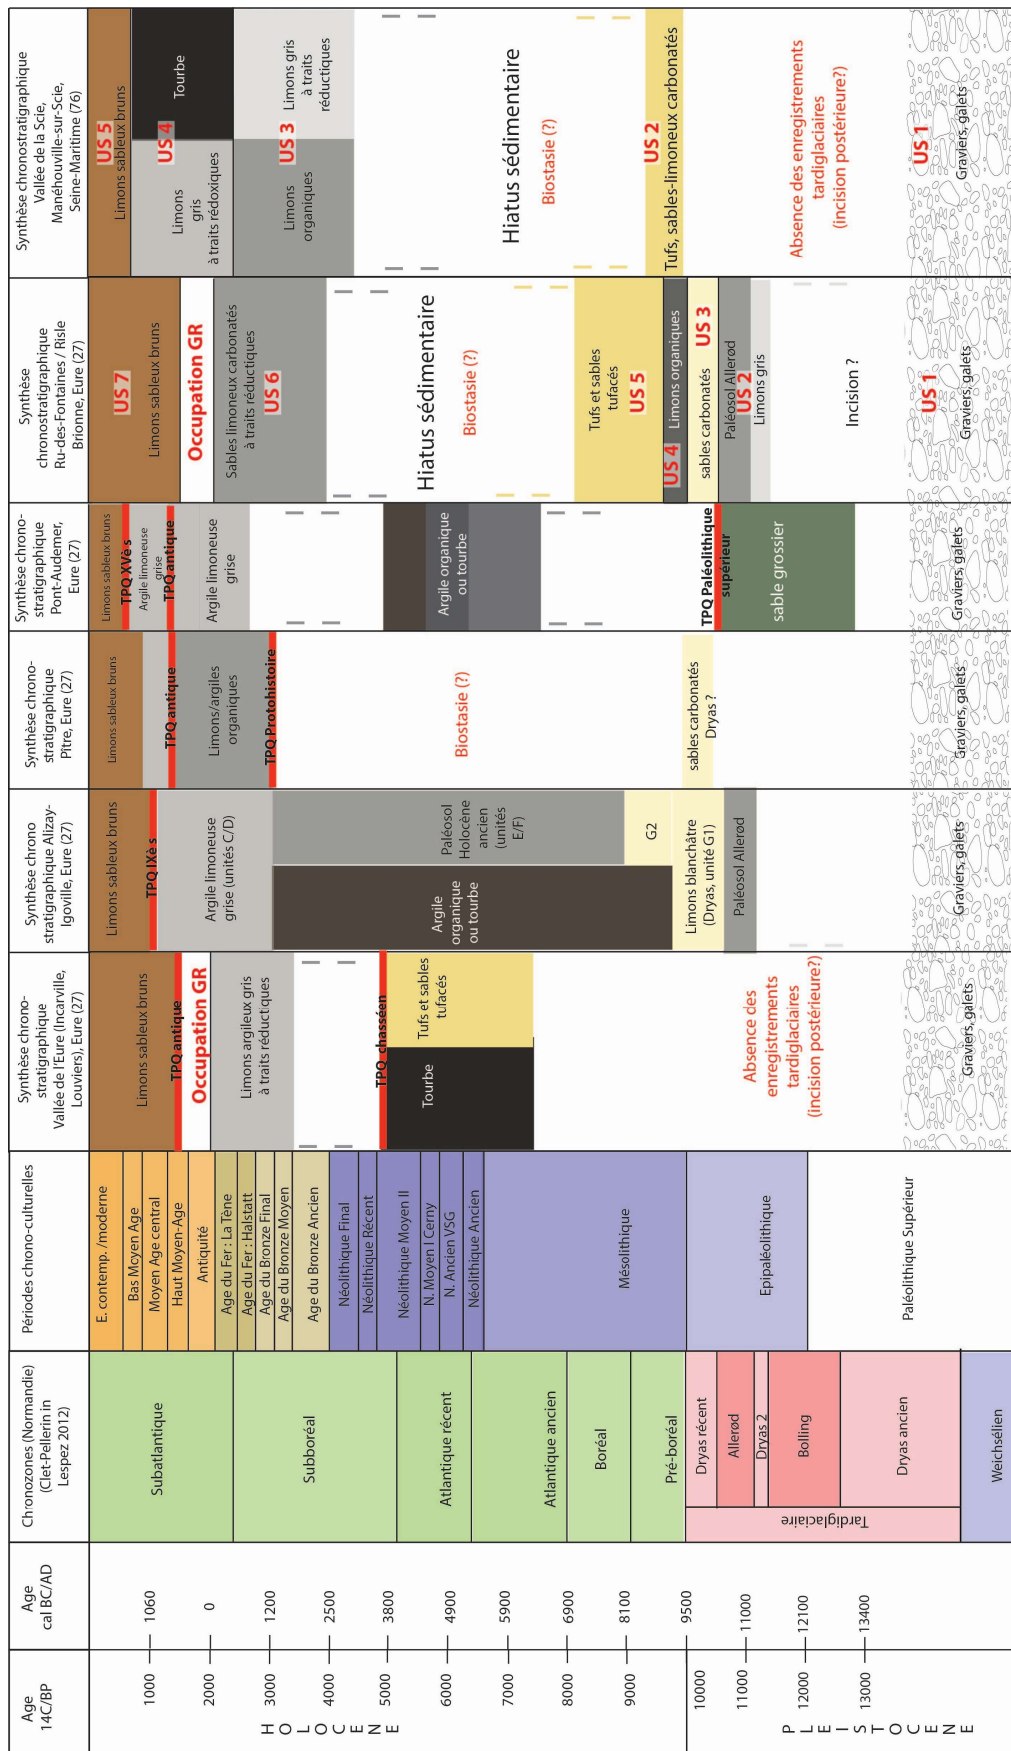 Age
14C/BP
1000
2000
3000
4000
5000
6000
7000
8000
9000
10000
11000
12000
13000
HOLOCENE
PLEISTOCENE
Age
cal BC/AD
1060
0
1200
2500
3800
4900
5900
6900
8100
9500
11000
12100
13400
Chronozones (Normandie)
(Clet-Pellerin in
Lespez 2012)
Subatlantique
Subboréal
Atlantique récent
Atlantique ancien
Boréal
Pré-boréal
Tardiglaciaire
Dryas récent
Allerød
Dryas 2
Bolling
Dryas ancien
Weichsélien
Périodes chrono-culturelles
E. contemp. /moderne
Bas Moyen Age
Moyen Age central
Haut Moyen-Age
Antiquité
Age du Fer : La Tène
Age du Fer : Halstatt
Age du Bronze Final
Age du Bronze Moyen
Age du Bronze Ancien
Néolithique Final
Néolithique Récent
Néolithique Moyen II
N. Moyen I Cerny
N. Ancien VSG
Néolithique Ancien
Mésolithique
Epipaléolithique
Paléolithique Supérieur
Synthèse chrono-
stratigraphique
Vallée de l'Eure (Incarville,
Louviers), Eure (27)
Limons sableux bruns
TPQ antique
Occupation GR
Limons argileux gris
à traits réductiques
TPQ chasséen
Tourbe
Tufs et sables
tufacés
Absence des
enregistrements
tardiglaciaires
(incision postérieure?)
Graviers, galets
Synthèse chrono
stratigraphique Alizay-
Igoville, Eure (27)
Limons sableux bruns
TPQ IXè s
Argile limoneuse
grise (unités C/D)
Argile
organique
ou tourbe
Paléosol
Holocène
ancien
(unités
E/F)
G2
Limons blanchâtre
(Dryas, unité G1)
Paléosol Allerød
Graviers, galets
Synthèse chrono-
stratigraphique
Pître, Eure (27)
Limons sableux bruns
TPQ antique
Limons/argiles
organiques
TPQ Protohistoire
Biostasie (?)
sables carbonatés
Dryas ?
Graviers, galets
Synthèse chrono-
stratigraphique
Pont-Audemer,
Eure (27)
Limons sableux bruns
TPQ XVè s
Argile limoneuse
grise
TPQ antique
Argile limoneuse
grise
Argile organique
ou tourbe
TPQ Paléolithique
supérieur
sable grossier
Graviers, galets
Synthèse
chronostratigraphique
Ru-des-Fontaines / Risle
Brionne, Eure (27)
US 7
Limons sableux bruns
Occupation GR
Sables limoneux carbonatés
à traits réductiques
US 6
Hiatus sédimentaire
Biostasie (?)
Tufs et sables
tufacés
US 5
US 4
Limons organiques
sables carbonatés
US 3
Paléosol Allerød
US 2
Limons gris
Incision ?
US 1
Graviers, galets
Synthèse chronostratigraphique
Vallée de la Scie,
Manéhouville-sur-Scie,
Seine-Maritime (76)
US 5
Limons sableux bruns
US 4
Tourbe
Limons
gris
à traits rédoxiques
US 3
Limons gris
à traits
réductiques
Limons
organiques
Hiatus sédimentaire
Biostasie (?)
US 2
Tufs, sables-limoneux carbonatés
Absence des enregistrements
tardiglaciaires
(incision postérieure?)
US 1
Graviers, galets